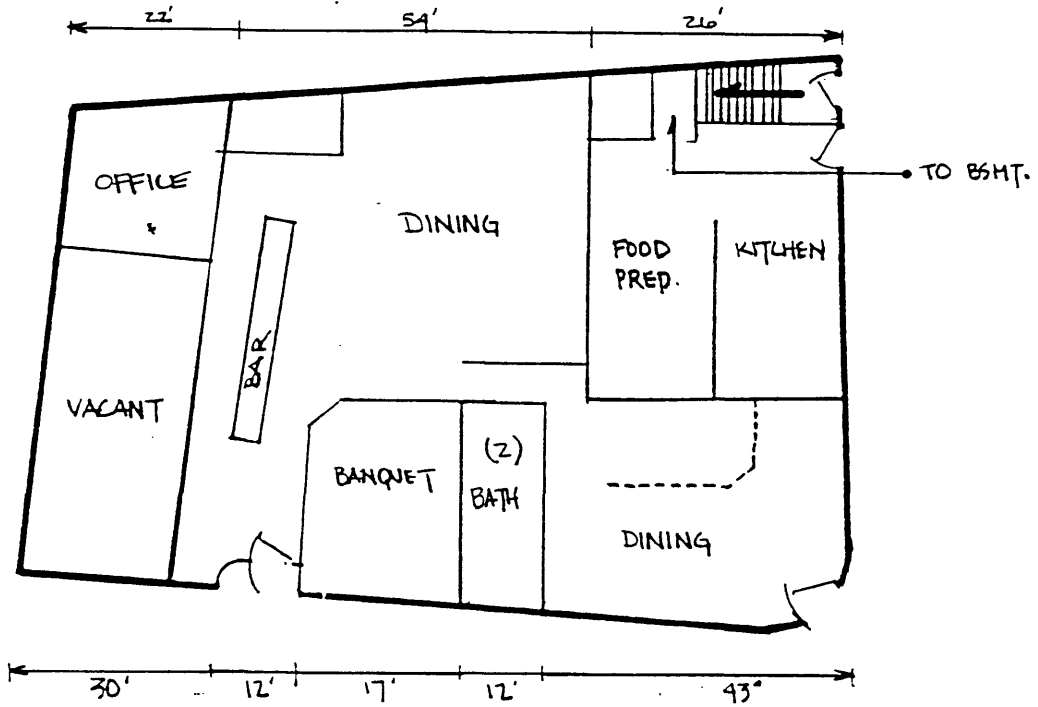 22' 54' 26'
TO BSMT.
OFFICE
*
DINING
FOOD
PREP.
KITCHEN
BAR
VACANT
BANQUET
(2)
BATH
DINING
30' 12' 17' 12' 43"